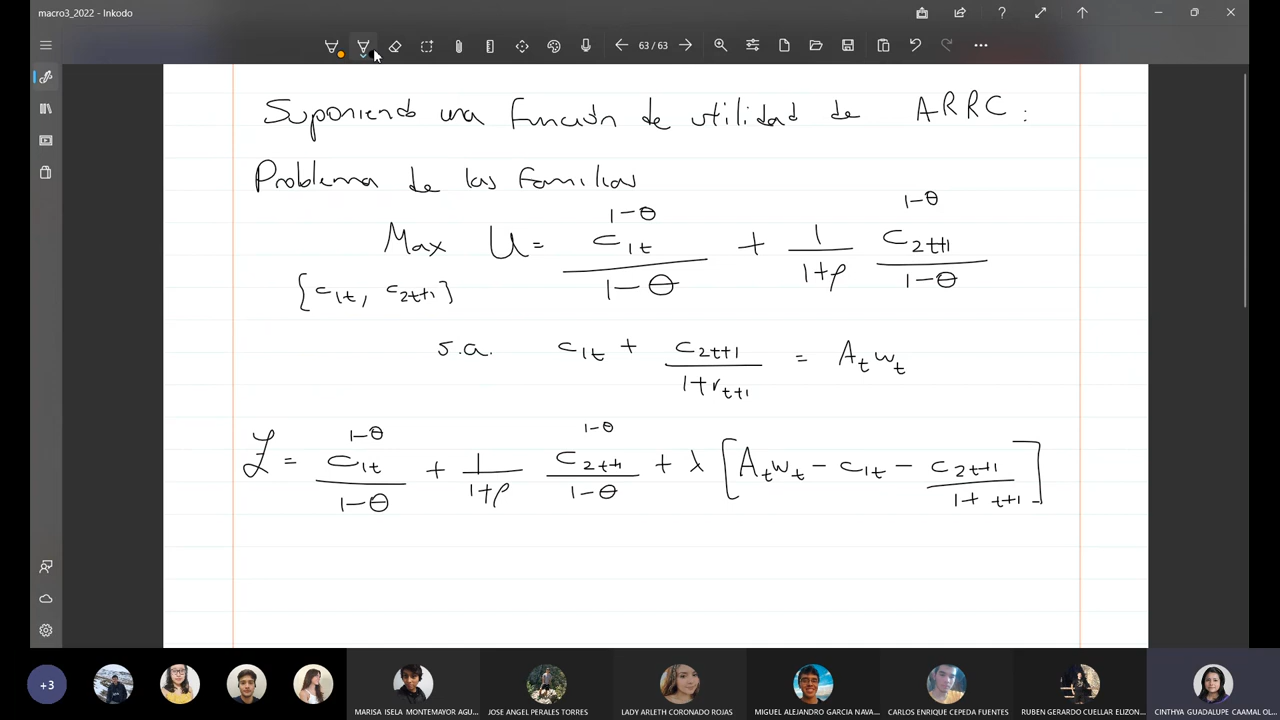 macro3_2022 - Inkodo
63 / 63
Suponiendo una función de utilidad de ARRC:
Problema de las familias
Max U = c_{1t}^{1-θ} / (1-θ) + 1/(1+ρ) c_{2t+1}^{1-θ} / (1-θ)
{c_{1t}, c_{2t+1}}
s.a. c_{1t} + c_{2t+1} / (1+r_{t+1}) = A_t w_t
ℒ = c_{1t}^{1-θ} / (1-θ) + 1/(1+ρ) c_{2t+1}^{1-θ} / (1-θ) + λ [A_t w_t - c_{1t} - c_{2t+1} / (1+ _{t+1})]
+3
MARISA ISELA MONTEMAYOR AGU...
JOSE ANGEL PERALES TORRES
LADY ARLETH CORONADO ROJAS
MIGUEL ALEJANDRO GARCIA NAVA...
CARLOS ENRIQUE CEPEDA FUENTES
RUBEN GERARDO CUELLAR ELIZON...
CINTHYA GUADALUPE CAAMAL OL...